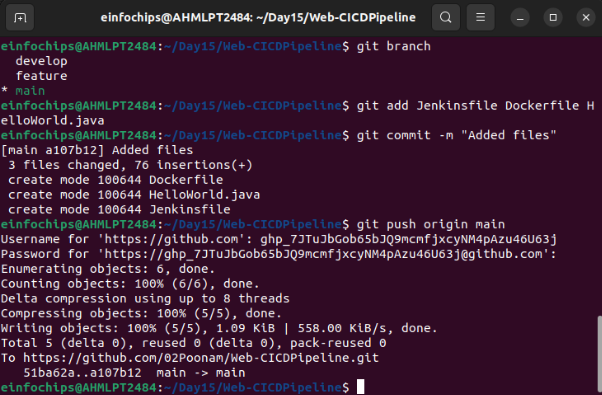 einfochips@AHMLPT2484: ~/Day15/Web-CICDPipeline
einfochips@AHMLPT2484:~/Day15/Web-CICDPipeline$ git branch
  develop
  feature
* main
einfochips@AHMLPT2484:~/Day15/Web-CICDPipeline$ git add Jenkinsfile Dockerfile H
elloWorld.java
einfochips@AHMLPT2484:~/Day15/Web-CICDPipeline$ git commit -m "Added files"
[main a107b12] Added files
 3 files changed, 76 insertions(+)
 create mode 100644 Dockerfile
 create mode 100644 HelloWorld.java
 create mode 100644 Jenkinsfile
einfochips@AHMLPT2484:~/Day15/Web-CICDPipeline$ git push origin main
Username for 'https://github.com': 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
Password for 'https://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@github.com':
Enumerating objects: 6, done.
Counting objects: 100% (6/6), done.
Delta compression using up to 8 threads
Compressing objects: 100% (5/5), done.
Writing objects: 100% (5/5), 1.09 KiB | 558.00 KiB/s, done.
Total 5 (delta 0), reused 0 (delta 0), pack-reused 0
To https://github.com/02Poonam/Web-CICDPipeline.git
   51ba62a..a107b12  main -> main
einfochips@AHMLPT2484:~/Day15/Web-CICDPipeline$